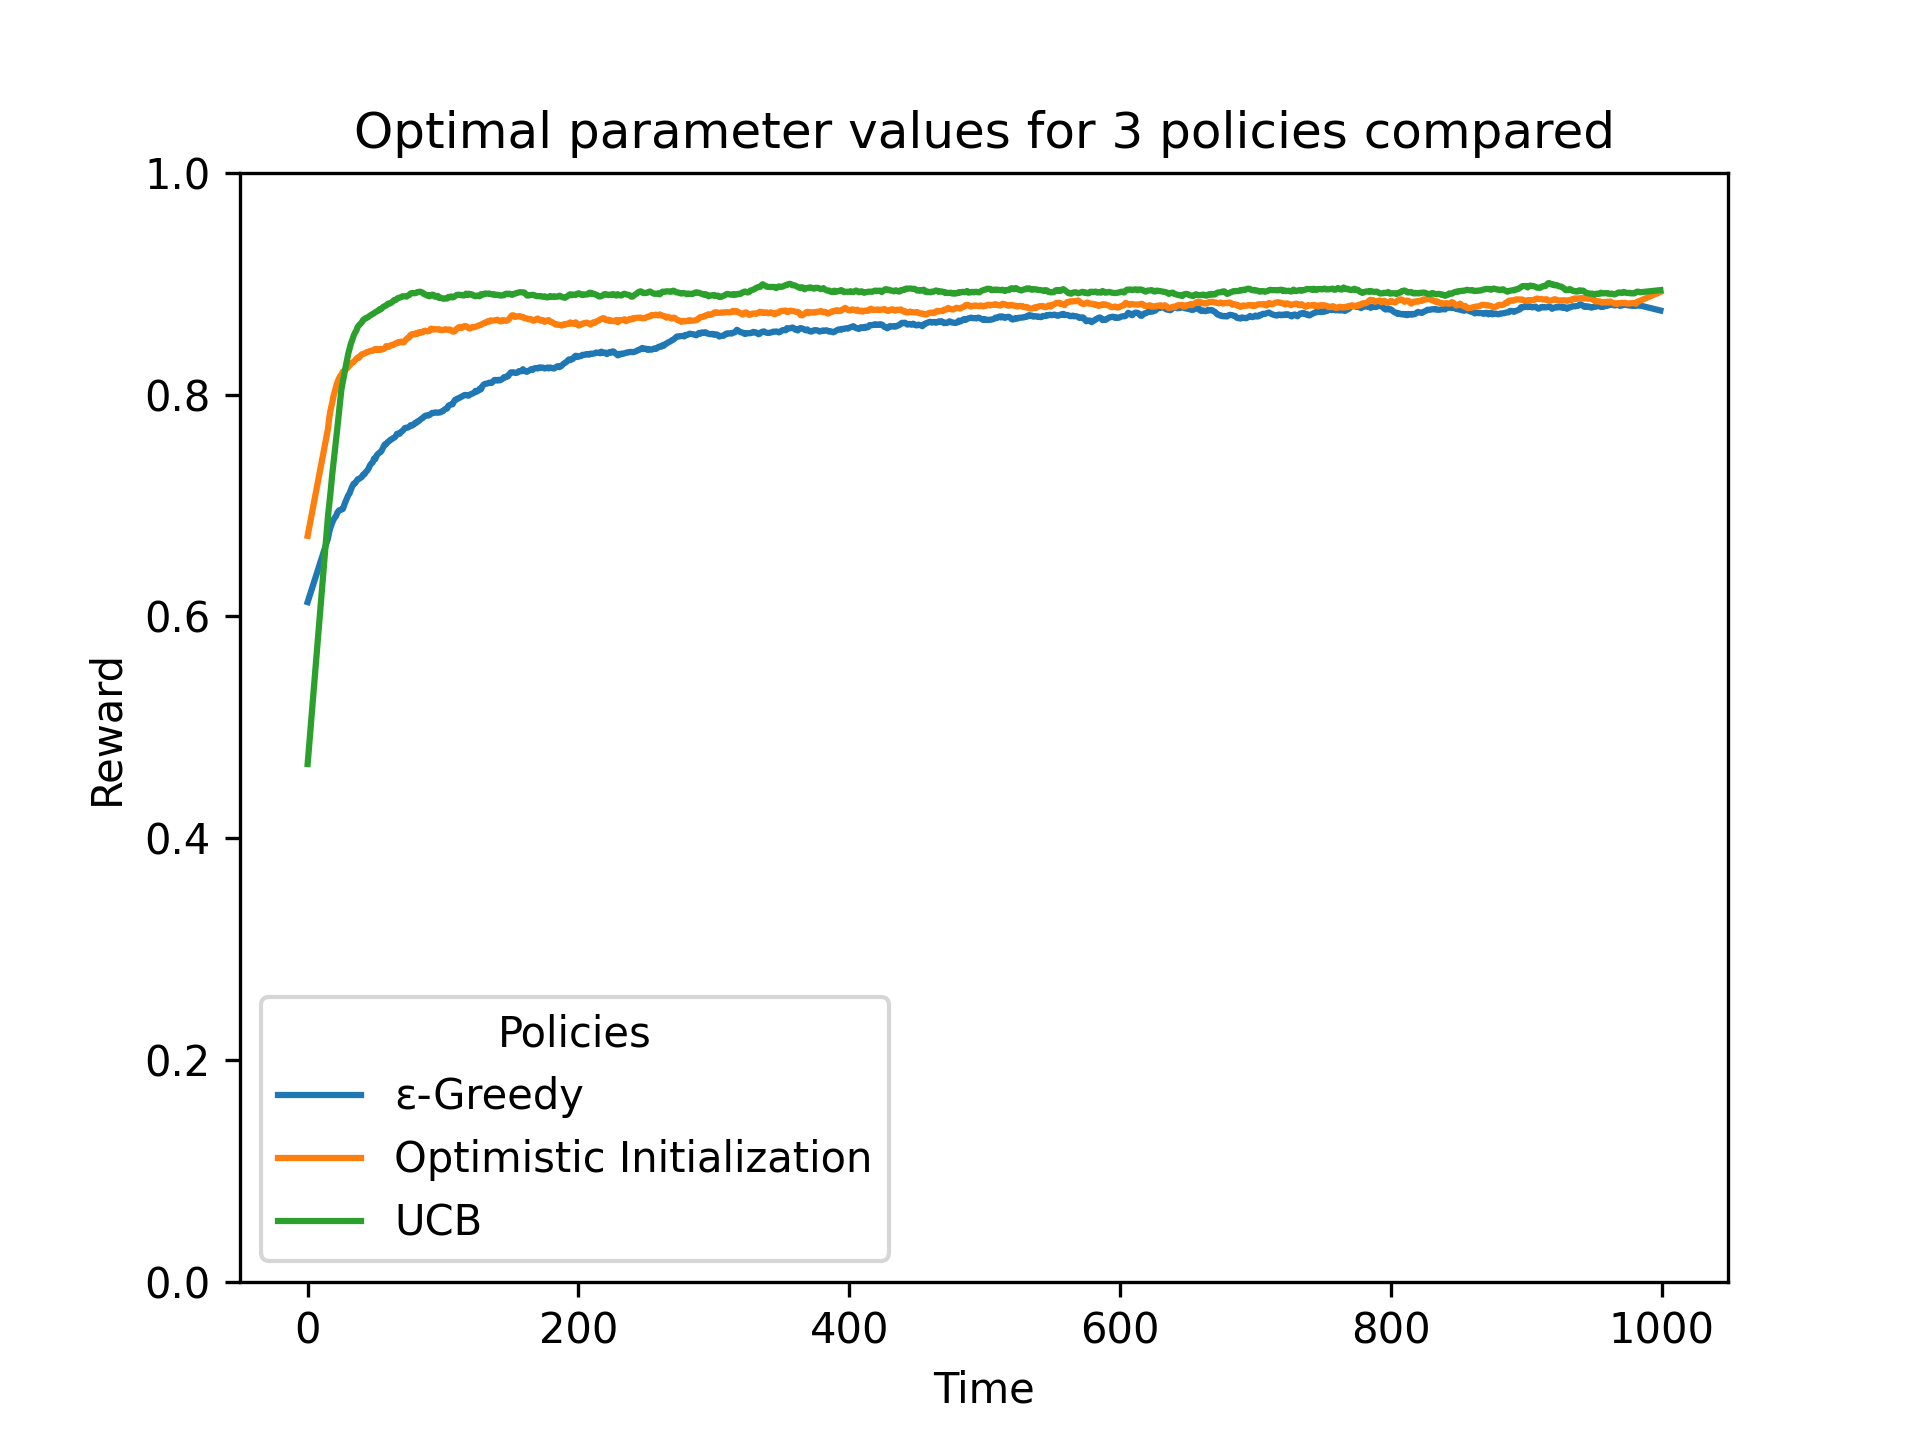 Optimal parameter values for 3 policies compared
1.0
0.8
0.6
0.4
0.2
0.0
Reward
Policies
ε-Greedy
Optimistic Initialization
UCB
0 200 400 600 800 1000
Time